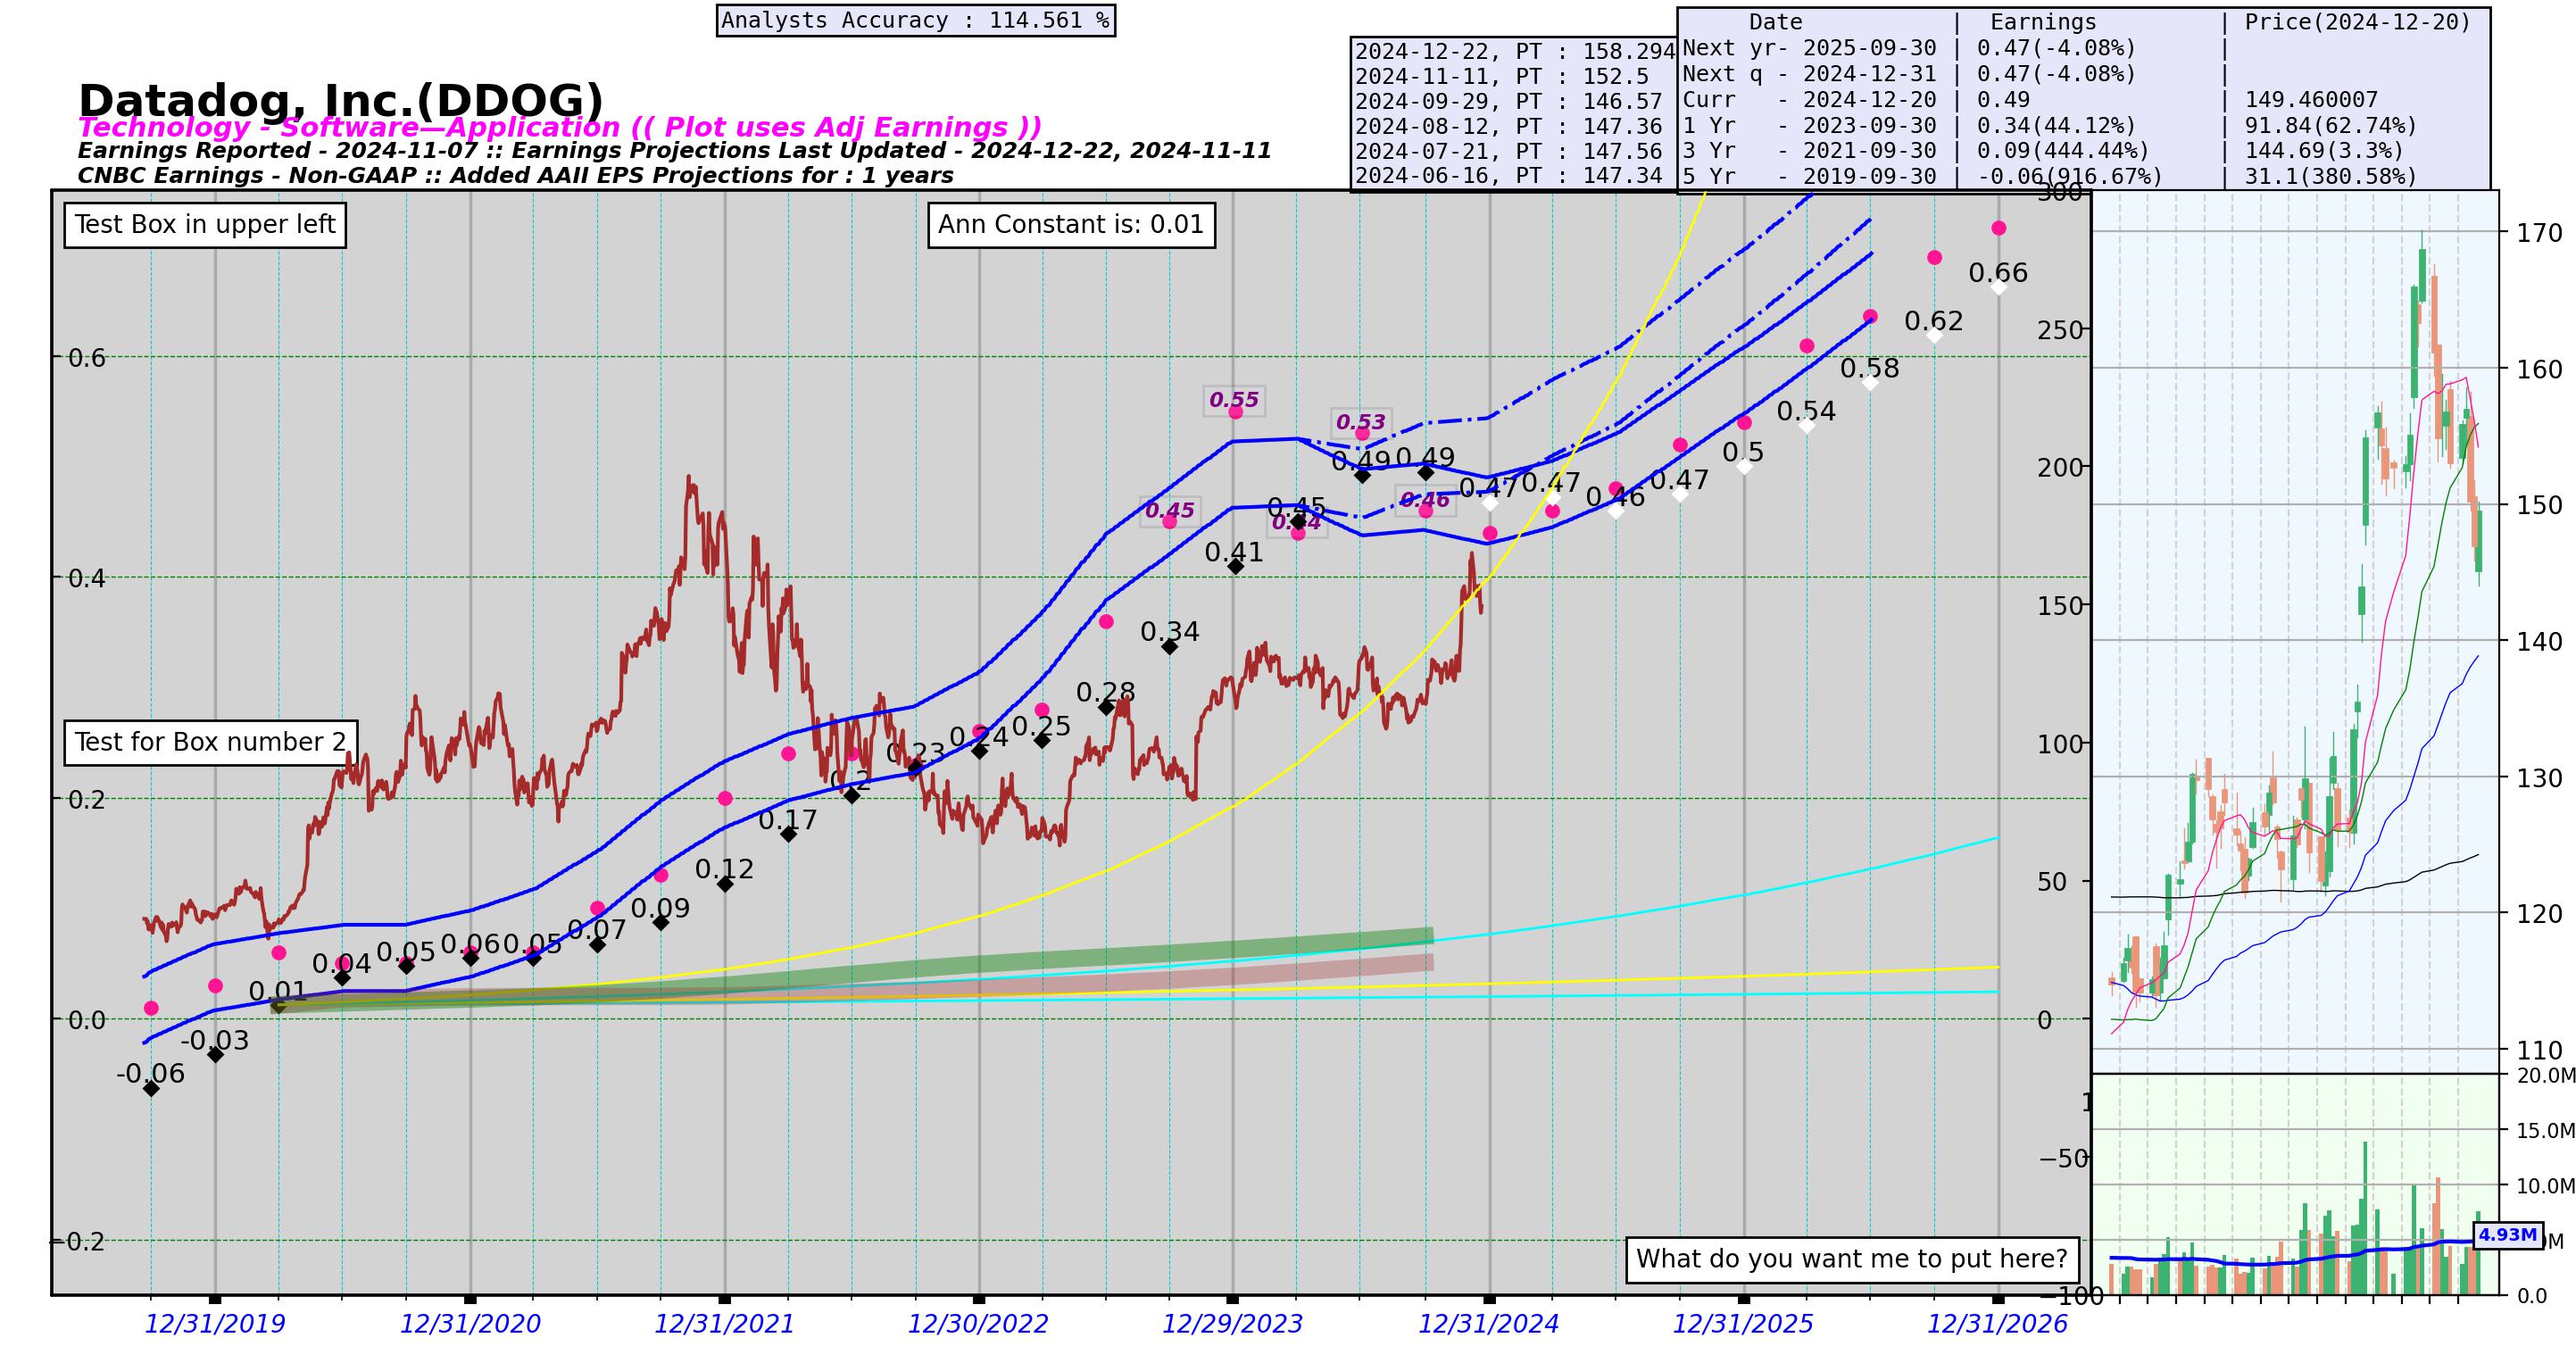 Analysts Accuracy : 114.561 %
Datadog, Inc.(DDOG)
Technology - Software—Application (( Plot uses Adj Earnings ))
Earnings Reported - 2024-11-07 :: Earnings Projections Last Updated - 2024-12-22, 2024-11-11
CNBC Earnings - Non-GAAP :: Added AAII EPS Projections for : 1 years
2024-12-22, PT : 158.294
2024-11-11, PT : 152.5
2024-09-29, PT : 146.57
2024-08-12, PT : 147.36
2024-07-21, PT : 147.56
2024-06-16, PT : 147.34
Date | Earnings | Price(2024-12-20)
Next yr- 2025-09-30 | 0.47(-4.08%) |
Next q - 2024-12-31 | 0.47(-4.08%) |
Curr - 2024-12-20 | 0.49 | 149.460007
1 Yr - 2023-09-30 | 0.34(44.12%) | 91.84(62.74%)
3 Yr - 2021-09-30 | 0.09(444.44%) | 144.69(3.3%)
5 Yr - 2019-09-30 | -0.06(916.67%) | 31.1(380.58%)
Test Box in upper left
Ann Constant is: 0.01
Test for Box number 2
What do you want me to put here?
0.6
0.4
0.2
0.0
−0.2
-0.06
-0.03
0.01
0.04
0.05
0.06
0.05
0.07
0.09
0.12
0.17
0.2
0.23
0.24
0.25
0.28
0.34
0.41
0.45
0.49
0.49
0.47
0.47
0.46
0.47
0.5
0.54
0.58
0.62
0.66
0.45
0.55
0.44
0.53
0.46
300
250
200
150
100
50
0
−50
−100
1
170
160
150
140
130
120
110
20.0M
15.0M
10.0M
4.93M
0.0
12/31/2019
12/31/2020
12/31/2021
12/30/2022
12/29/2023
12/31/2024
12/31/2025
12/31/2026